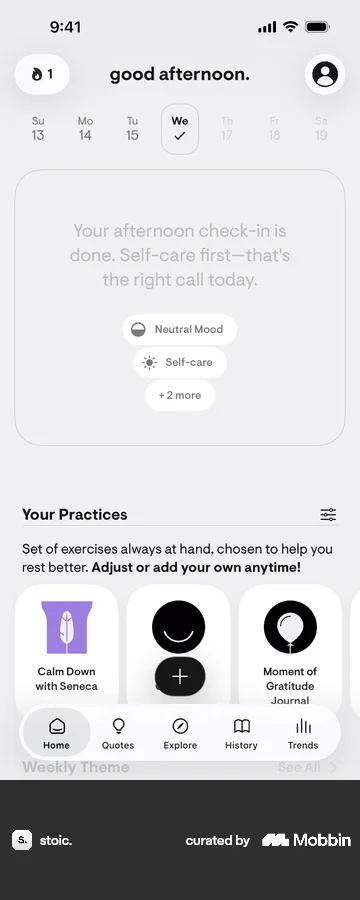 9:41
1
good afternoon.
Su Mo Tu We Th Fr Sa
13 14 15 17 18 19
Your afternoon check-in is
done. Self-care first—that's
the right call today.
Neutral Mood
Self-care
+ 2 more
Your Practices
Set of exercises always at hand, chosen to help you
rest better. Adjust or add your own anytime!
Calm Down
with Seneca
Moment of
Gratitude
Journal
Home Quotes Explore History Trends
Weekly Theme See All
s. stoic. curated by Mobbin